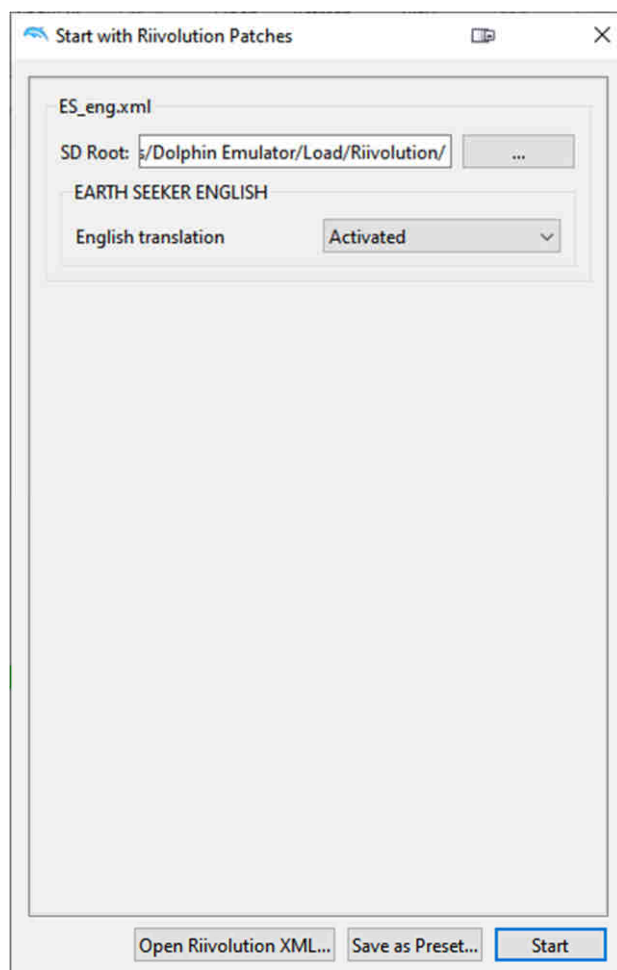 Start with Riivolution Patches
ES_eng.xml
SD Root: s/Dolphin Emulator/Load/Riivolution/ ...
EARTH SEEKER ENGLISH
English translation Activated
Open Riivolution XML... Save as Preset... Start